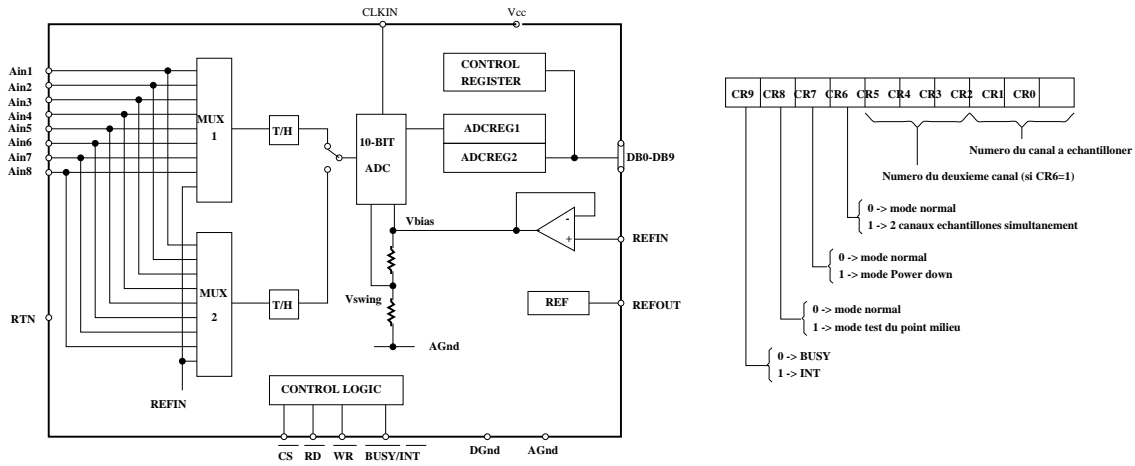 CLKIN
Vcc
Ain1
Ain2
Ain3
Ain4
Ain5
Ain6
Ain7
Ain8
MUX
1
T/H
10-BIT
ADC
CONTROL
REGISTER
ADCREG1
ADCREG2
DB0-DB9
Vbias
-
+
REFIN
MUX
2
T/H
Vswing
REF
REFOUT
RTN
AGnd
REFIN
CONTROL LOGIC
CS
RD
WR
BUSY/INT
DGnd
AGnd
CR9 CR8 CR7 CR6 CR5 CR4 CR3 CR2 CR1 CR0
Numero du canal a echantilloner
Numero du deuxieme canal (si CR6=1)
0 -> mode normal
1 -> 2 canaux echantillones simultanement
0 -> mode normal
1 -> mode Power down
0 -> mode normal
1 -> mode test du point milieu
0 -> BUSY
1 -> INT